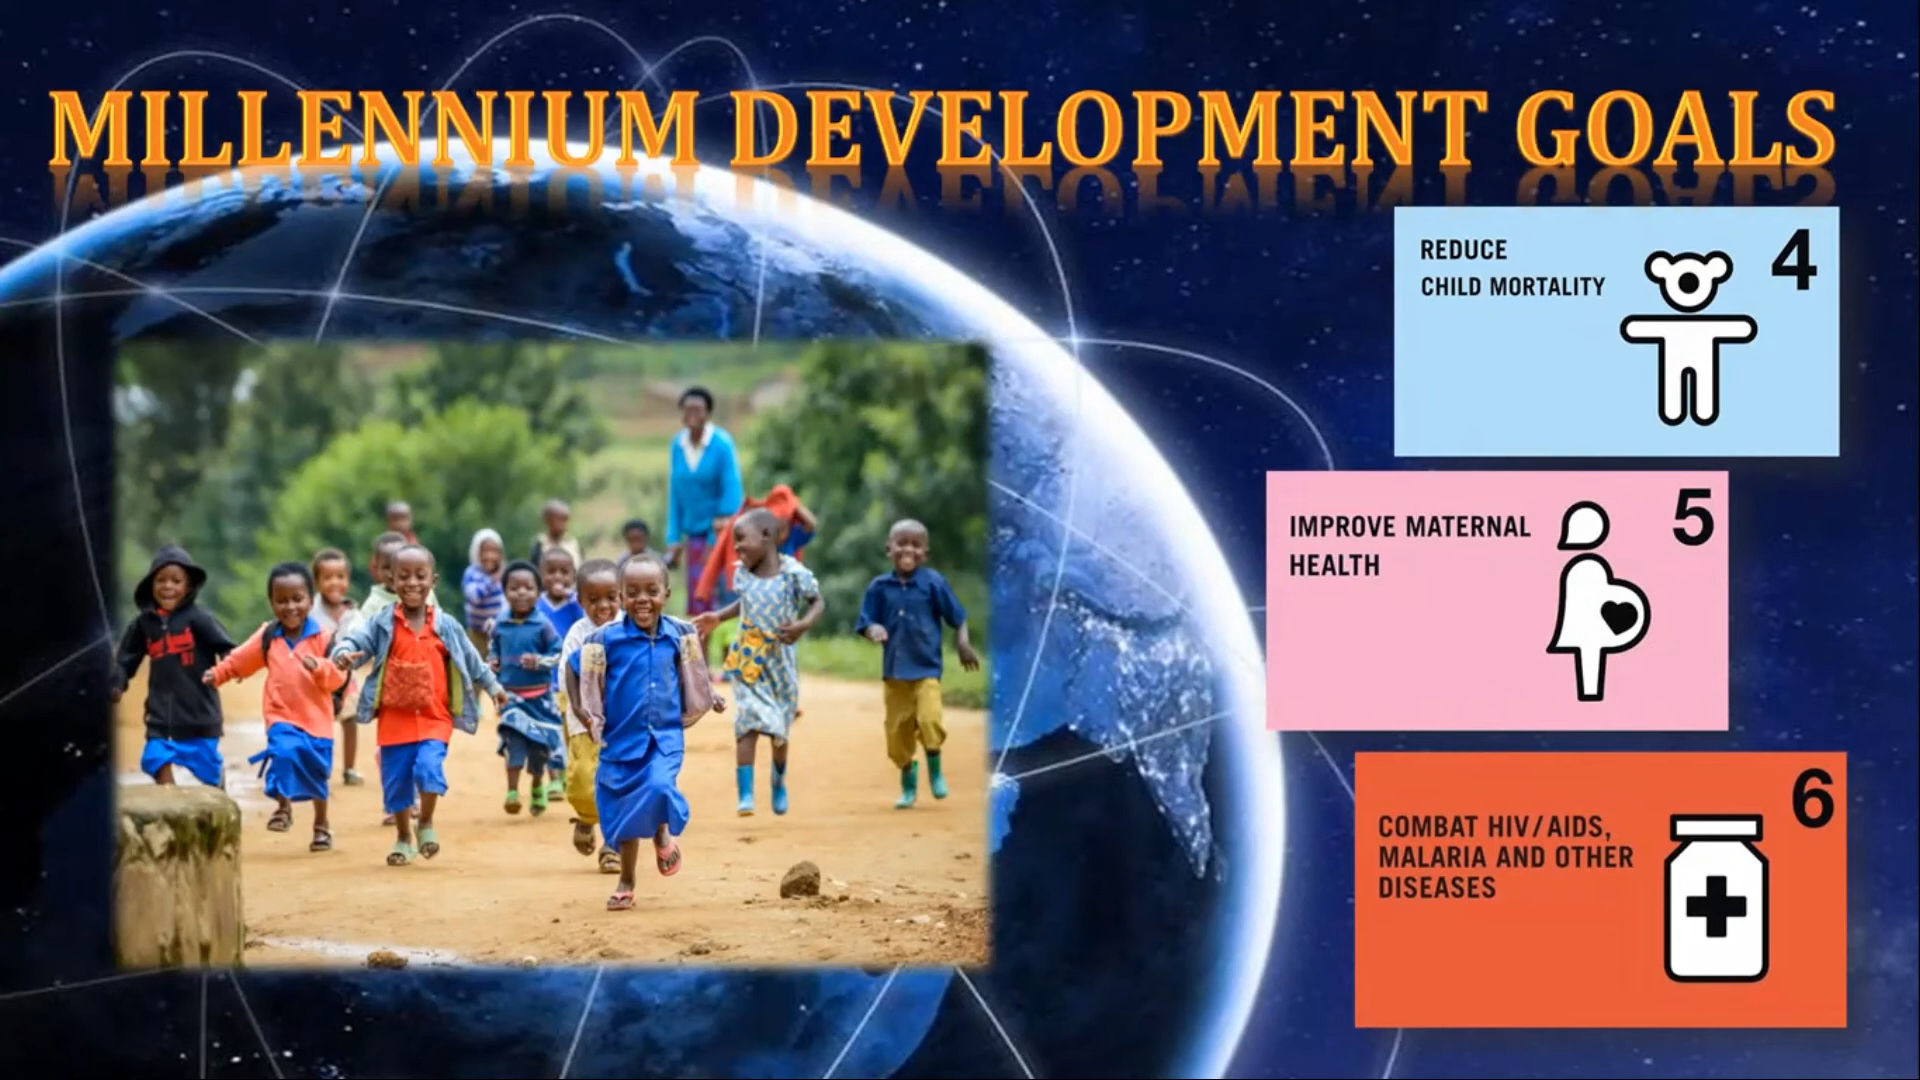 MILLENNIUM DEVELOPMENT GOALS
REDUCE
CHILD MORTALITY
4
IMPROVE MATERNAL
HEALTH
5
COMBAT HIV/AIDS,
MALARIA AND OTHER
DISEASES
6